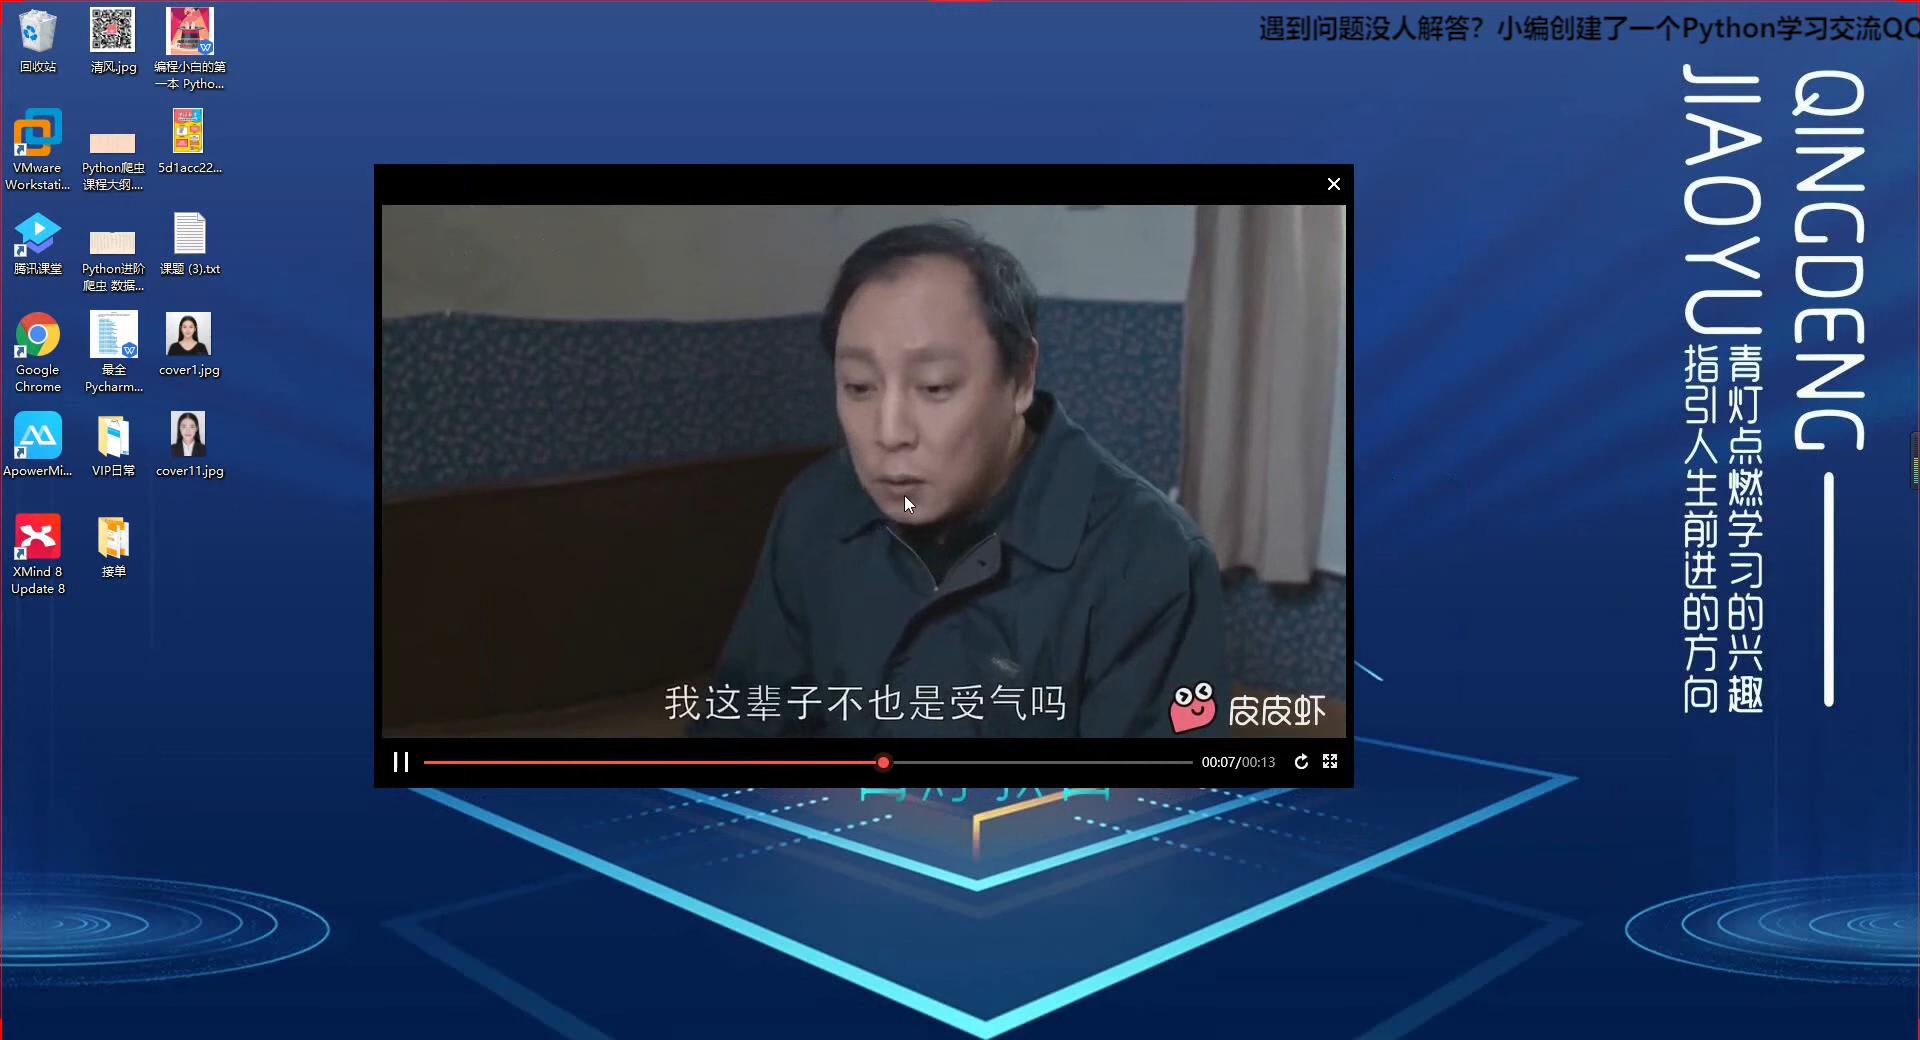 遇到问题没人解答？小编创建了一个Python学习交流QQ
回收站
清风.jpg
编程小白的第
一本 Pytho...
VMware
Workstati...
Python爬虫
课程大纲....
5d1acc22...
腾讯课堂
Python进阶
爬虫 数据...
课题 (3).txt
Google
Chrome
最全
Pycharm...
cover1.jpg
ApowerMi...
VIP日常
cover11.jpg
XMind 8
Update 8
接单
我这辈子不也是受气吗
皮皮虾
00:07/00:13
QINGDENG
JIAOYU
青灯点燃学习的兴趣
指引人生前进的方向